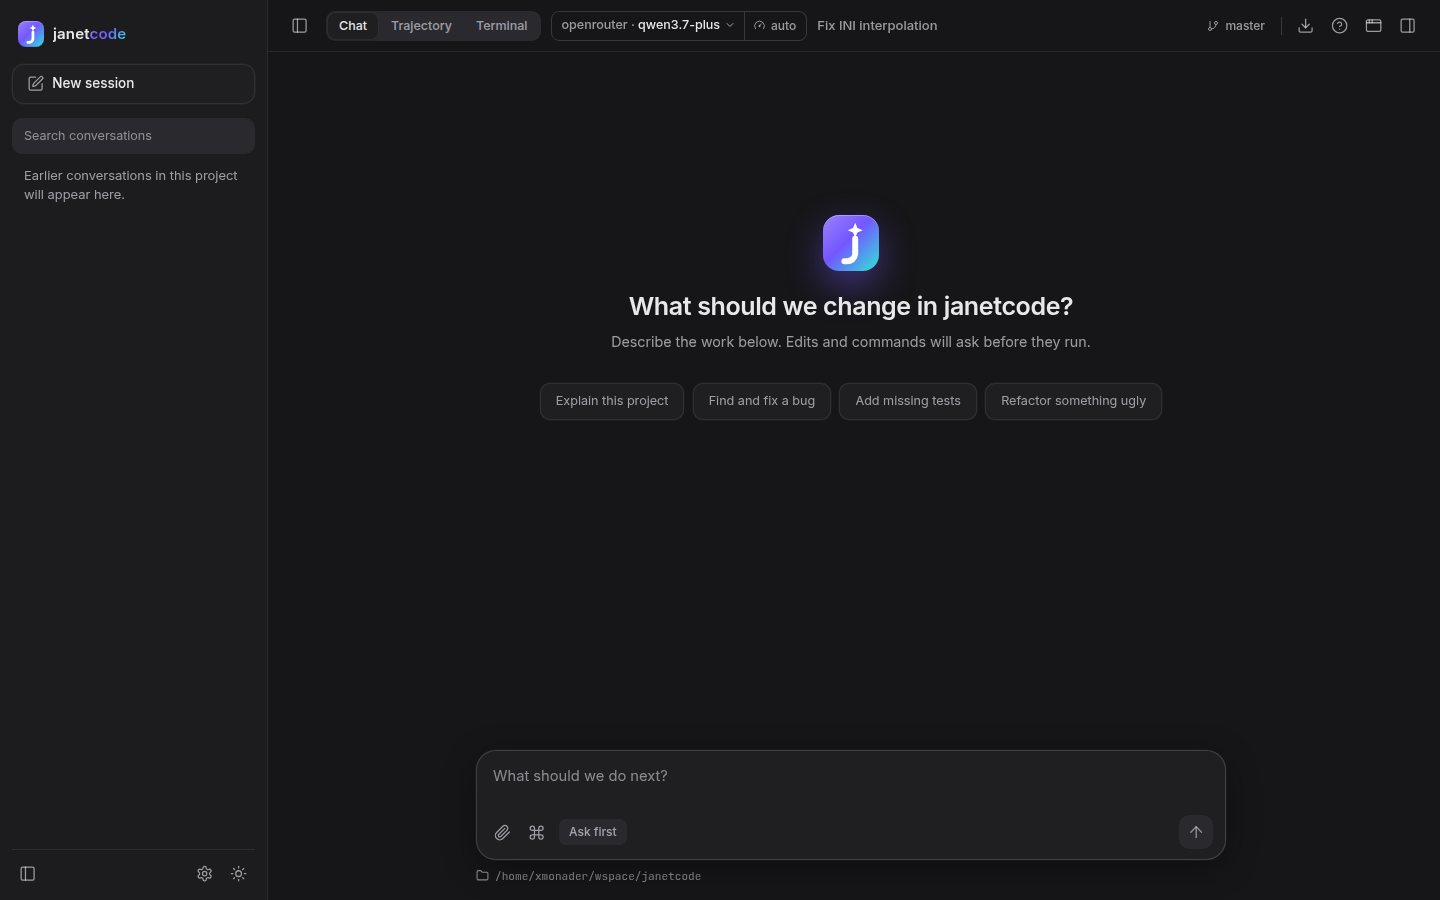 janetcode
New session
Search conversations
Earlier conversations in this project
will appear here.
Chat
Trajectory
Terminal
openrouter · qwen3.7-plus
auto
Fix INI interpolation
master
What should we change in janetcode?
Describe the work below. Edits and commands will ask before they run.
Explain this project
Find and fix a bug
Add missing tests
Refactor something ugly
What should we do next?
Ask first
/home/xmonader/wspace/janetcode